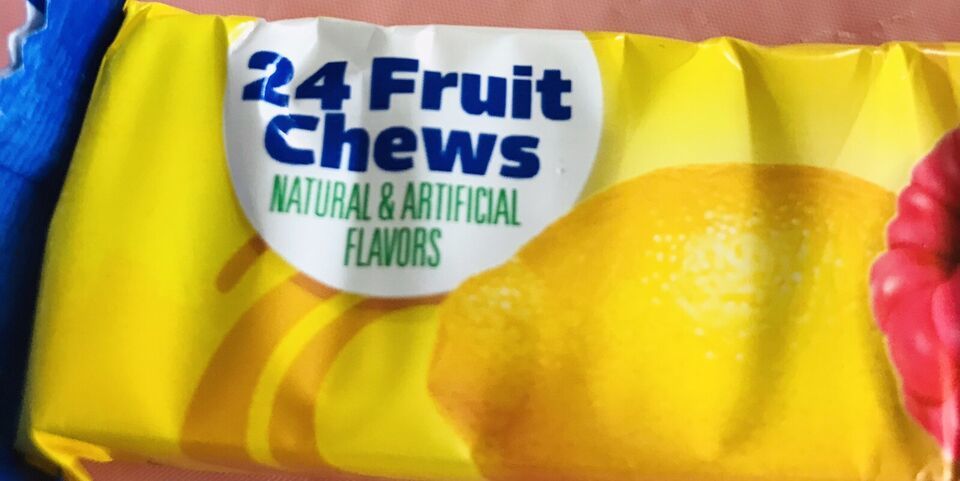 24 Fruit
Chews
NATURAL & ARTIFICIAL
FLAVORS